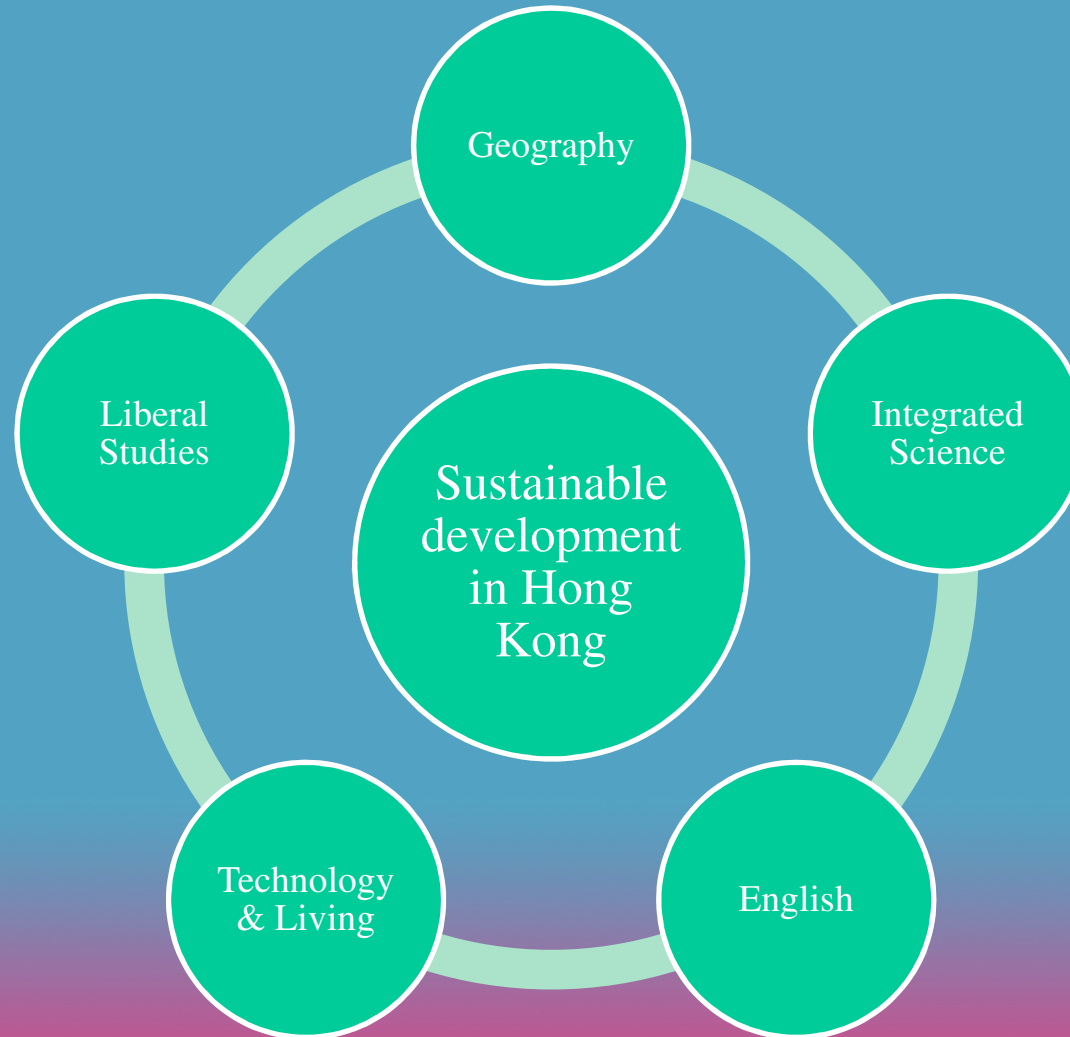 Geography
Liberal
Studies
Integrated
Science
Sustainable
development
in Hong
Kong
Technology
& Living
English